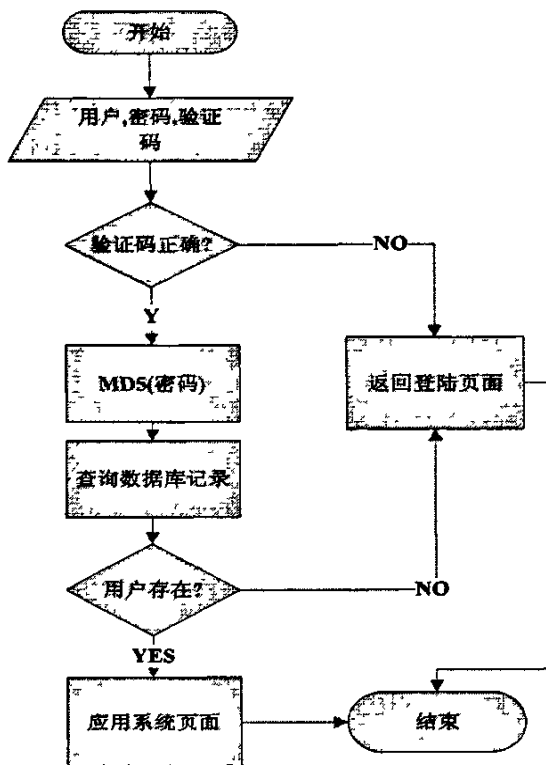 开始
用户,密码,验证
码
验证码正确?
NO
Y
MD5(密码)
返回登陆页面
查询数据库记录
用户存在?
NO
YES
应用系统页面
结束